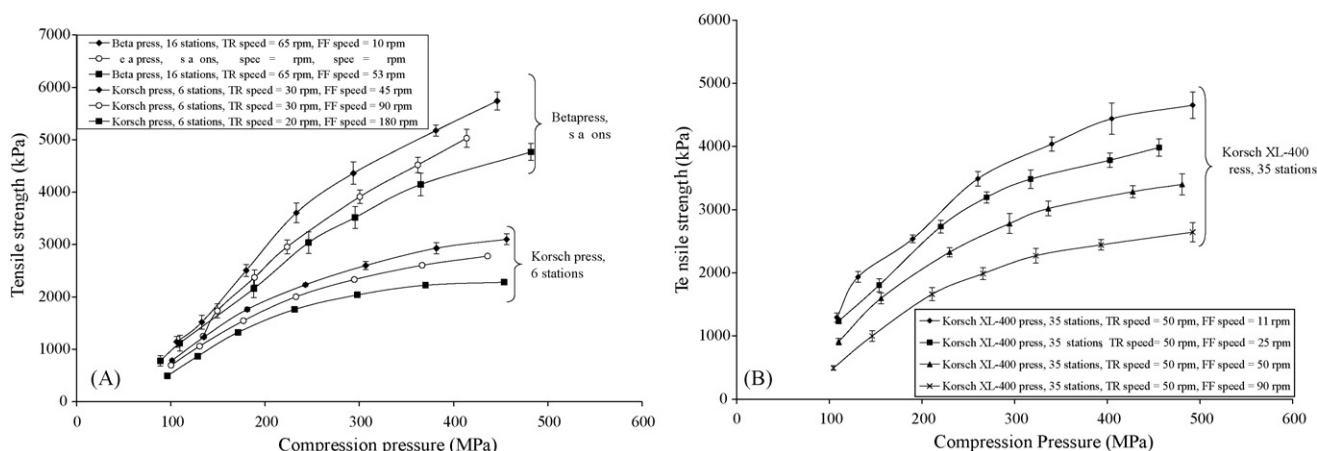 7000
6000
5000
4000
3000
2000
1000
0
Tensile strength (kPa)
Beta press, 16 stations, TR speed = 65 rpm, FF speed = 10 rpm
press, = rpm, = rpm
Beta press, 16 stations, TR speed = 65 rpm, FF speed = 53 rpm
Korsch press, 6 stations, TR speed = 30 rpm, FF speed = 45 rpm
Korsch press, 6 stations, TR speed = 30 rpm, FF speed = 90 rpm
Korsch press, 6 stations, TR speed = 20 rpm, FF speed = 180 rpm
Betapress,
Korsch press,
6 stations
(A)
0 100 200 300 400 500 600
Compression pressure (MPa)
6000
5000
4000
3000
2000
1000
0
Te nsile strength (kPa)
Korsch XL-400
ress, 35 stations
Korsch XL-400 press, 35 stations, TR speed = 50 rpm, FF speed = 11 rpm
Korsch XL-400 press, 35 stations, TR speed = 50 rpm, FF speed = 25 rpm
Korsch XL-400 press, 35 stations, TR speed = 50 rpm, FF speed = 50 rpm
Korsch XL-400 press, 35 stations, TR speed = 50 rpm, FF speed = 90 rpm
(B)
0 100 200 300 400 500 600
Compression Pressure (MPa)